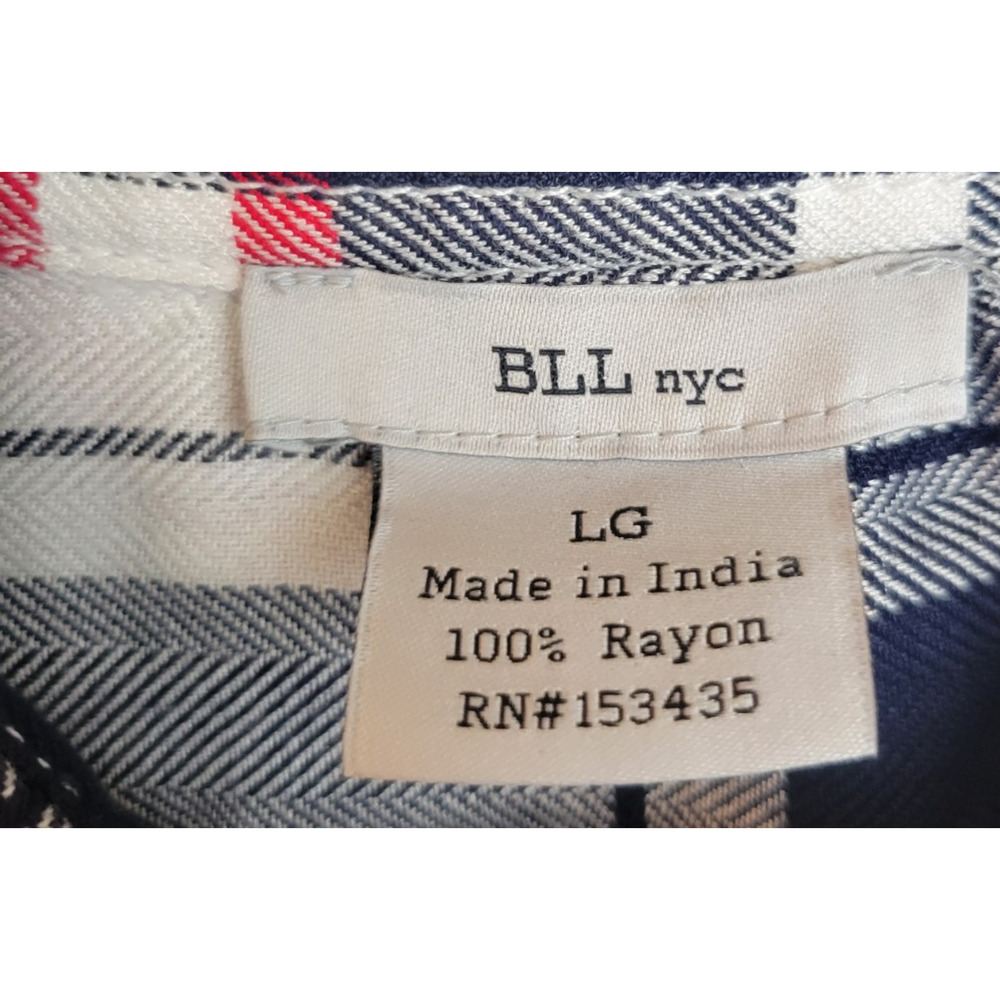 BLL nyc
LG
Made in India
100% Rayon
RN#153435